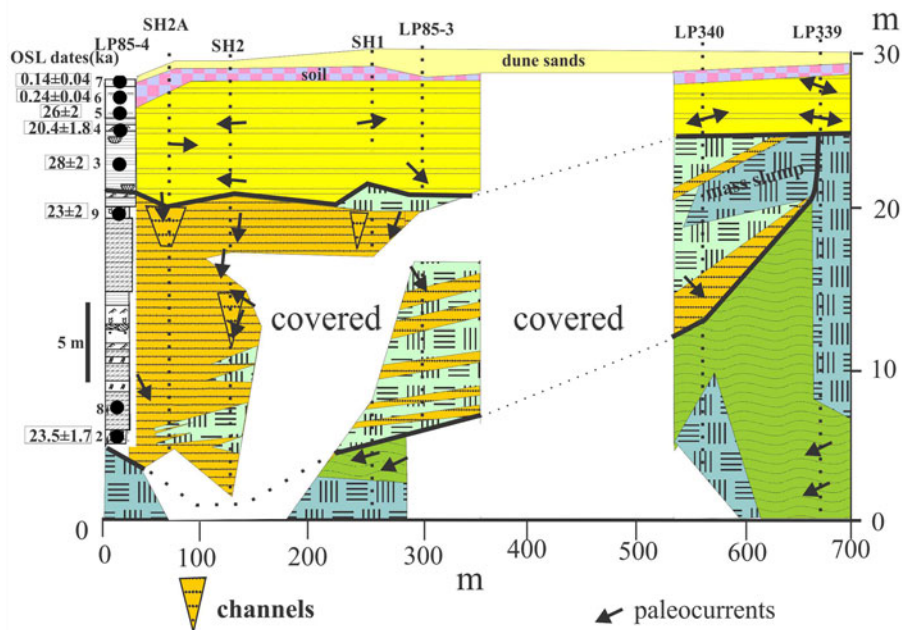 m
SH2A
LP85-3
OSL dates(ka) LP85-4
SH2
SH1
LP340
LP339
30
dune sands
soil
0.14±0.04 7
0.24±0.04 6
26±2 5
20.4±1.8 4
28±2 3
mass slump
23±2 9
20
covered
covered
5 m
10
8
23.5±1.7 2
0
0
0
100
200
300
400
500
600
700
m
channels
paleocurrents